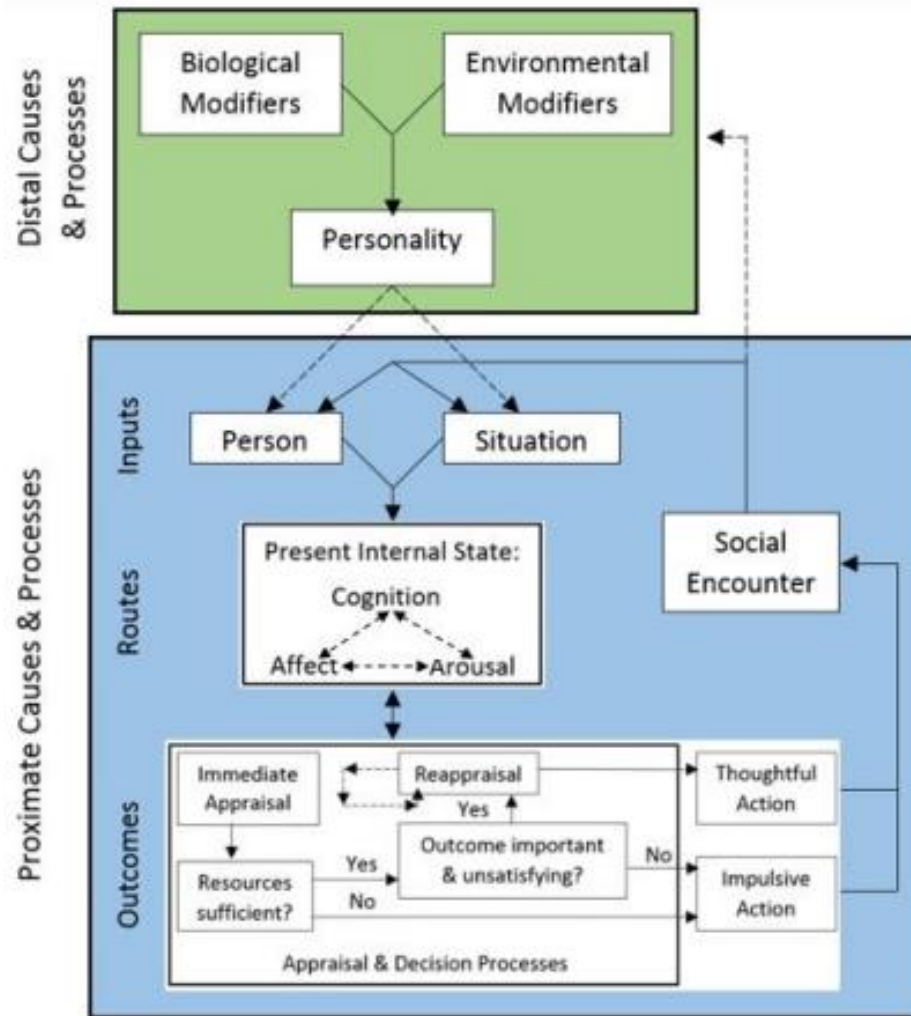 Distal Causes
& Processes
Biological
Modifiers
Environmental
Modifiers
Personality
Proximate Causes & Processes
Inputs
Person
Situation
Routes
Present Internal State:
Cognition
Affect
Arousal
Social
Encounter
Outcomes
Immediate
Appraisal
Reappraisal
Thoughtful
Action
Yes
Resources
sufficient?
Yes
No
Outcome important
& unsatisfying?
No
Impulsive
Action
Appraisal & Decision Processes